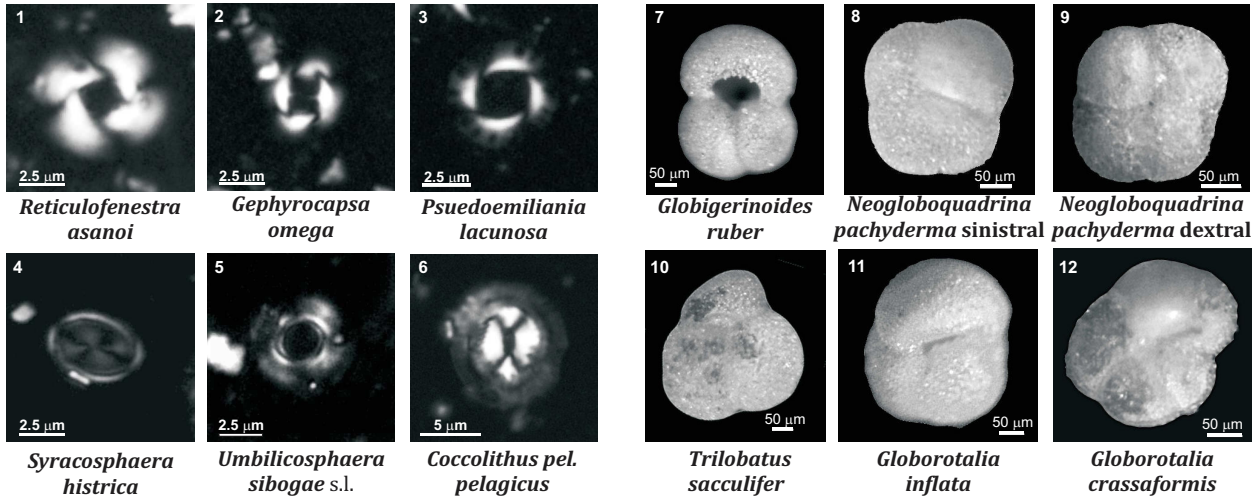 1
2.5 µm
Reticulofenestra
asanoi
2
2.5 µm
Gephyrocapsa
omega
3
2.5 µm
Psuedoemiliania
lacunosa
4
2.5 µm
Syracosphaera
histrica
5
2.5 µm
Umbilicosphaera
sibogae s.l.
6
5 µm
Coccolithus pel.
pelagicus
7
50 µm
Globigerinoides
ruber
8
50 µm
Neogloboquadrina
pachyderma sinistral
9
50 µm
Neogloboquadrina
pachyderma dextral
10
50 µm
Trilobatus
sacculifer
11
50 µm
Globorotalia
inflata
12
50 µm
Globorotalia
crassaformis